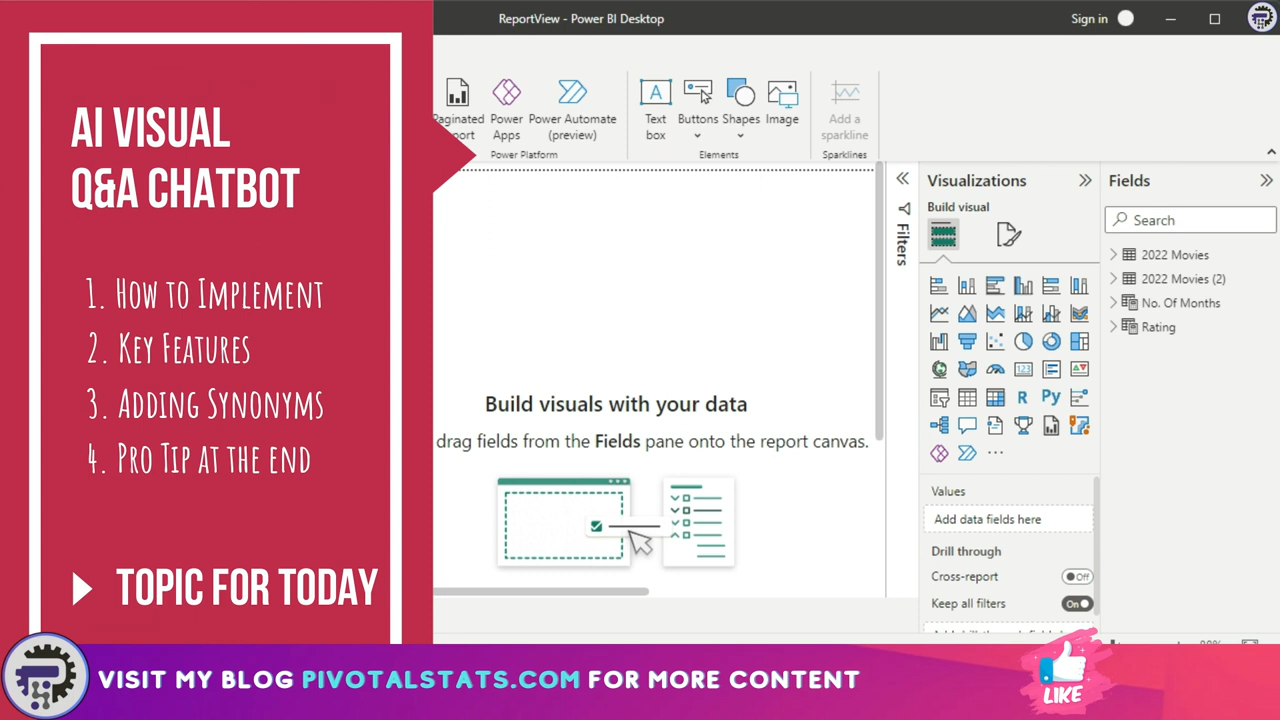 AI VISUAL
Q&A CHATBOT
1. HOW TO IMPLEMENT
2. KEY FEATURES
3. ADDING SYNONYMS
4. PRO TIP AT THE END
TOPIC FOR TODAY
ReportView - Power BI Desktop
Sign in
Paginated
port
Power
Apps
Power Automate
(preview)
Power Platform
Text
box
Buttons
Shapes
Image
Elements
Add a
sparkline
Sparklines
Build visuals with your data
drag fields from the Fields pane onto the report canvas.
Filters
Visualizations
Build visual
123
R
Py
Values
Add data fields here
Drill through
Cross-report
Off
Keep all filters
On
Fields
Search
2022 Movies
2022 Movies (2)
No. Of Months
Rating
VISIT MY BLOG PIVOTALSTATS.COM FOR MORE CONTENT
LIKE